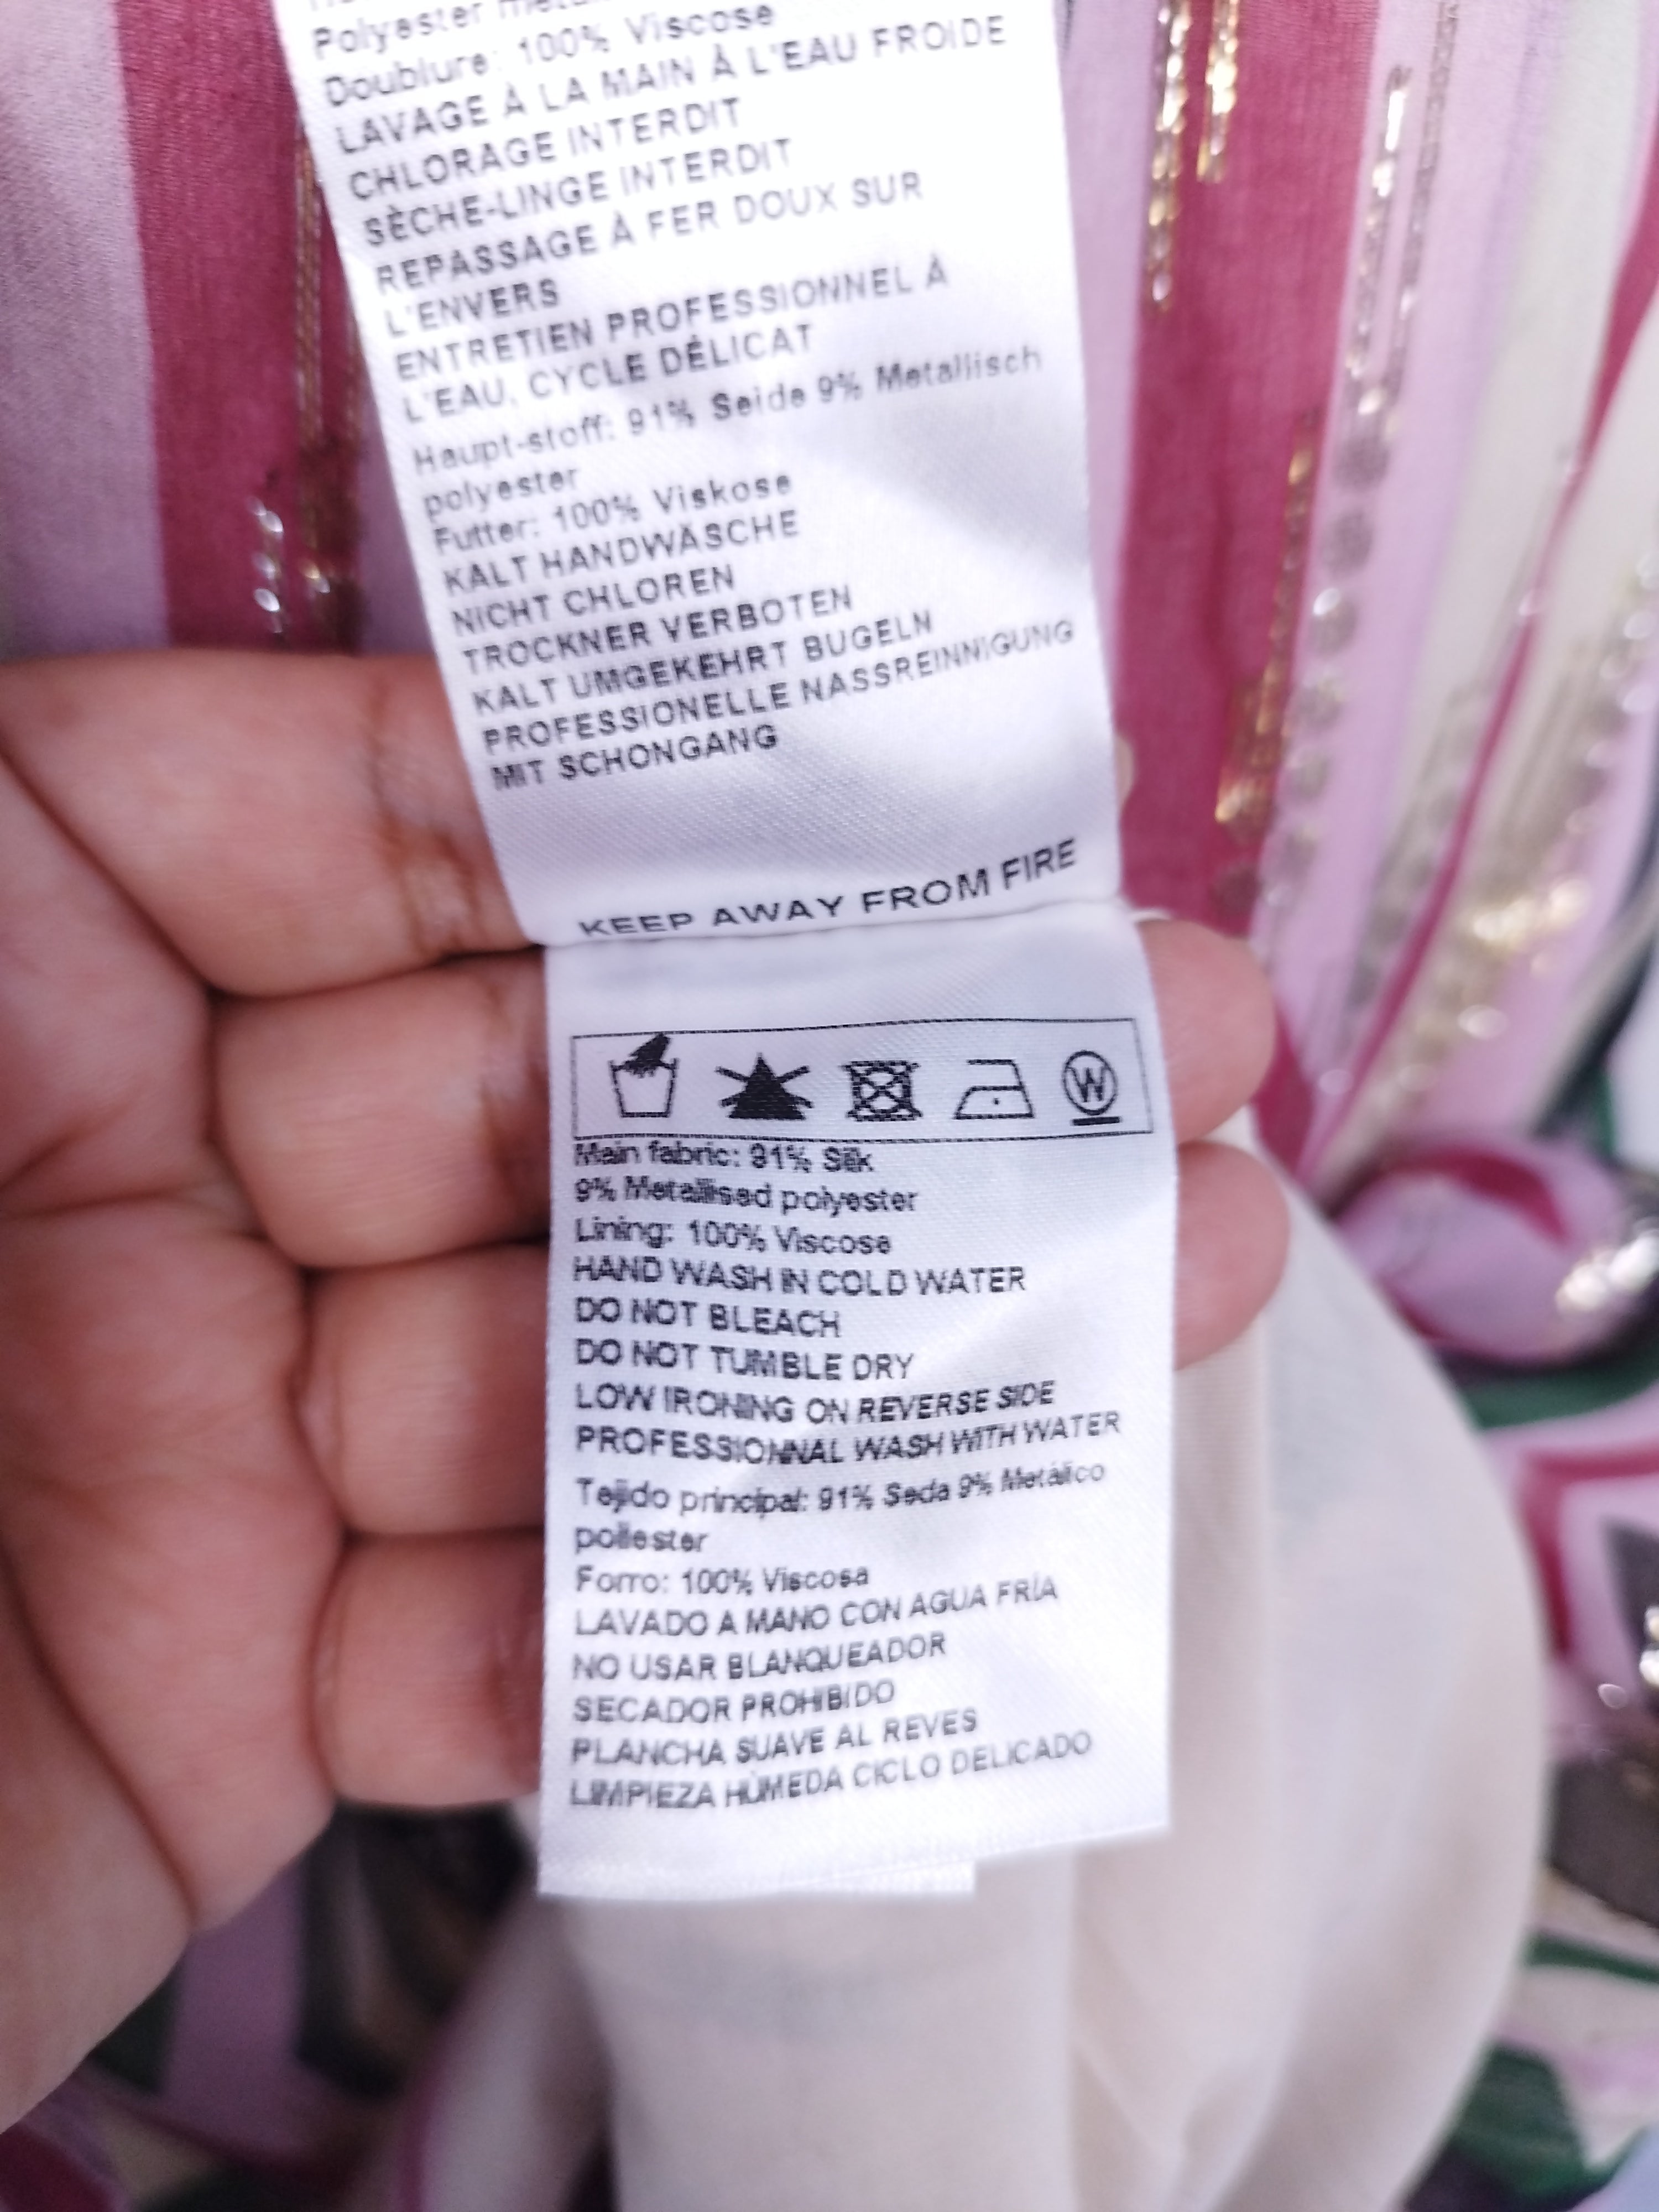 Polyester
Doublure: 100% Viscose
LAVAGE À LA MAIN À L'EAU FROIDE
CHLORAGE INTERDIT
SÈCHE-LINGE INTERDIT
REPASSAGE À FER DOUX SUR
L'ENVERS
ENTRETIEN PROFESSIONNEL À
L'EAU, CYCLE DÉLICAT
Haupt-stoff: 91% Seide 9% Metallisch
polyester
Futter: 100% Viskose
KALT HANDWÄSCHE
NICHT CHLOREN
TROCKNER VERBOTEN
KALT UMGEKEHRT BUGELN
PROFESSIONELLE NASSREINNIGUNG
MIT SCHONGANG
KEEP AWAY FROM FIRE
W
Main fabric: 91% Silk
9% Metallised polyester
Lining: 100% Viscose
HAND WASH IN COLD WATER
DO NOT BLEACH
DO NOT TUMBLE DRY
LOW IRONING ON REVERSE SIDE
PROFESSIONNAL WASH WITH WATER
Tejido principal: 91% Seda 9% Metálico
poliester
Forro: 100% Viscosa
LAVADO A MANO CON AGUA FRÍA
NO USAR BLANQUEADOR
SECADOR PROHIBIDO
PLANCHA SUAVE AL REVES
LIMPIEZA HÚMEDA CICLO DELICADO